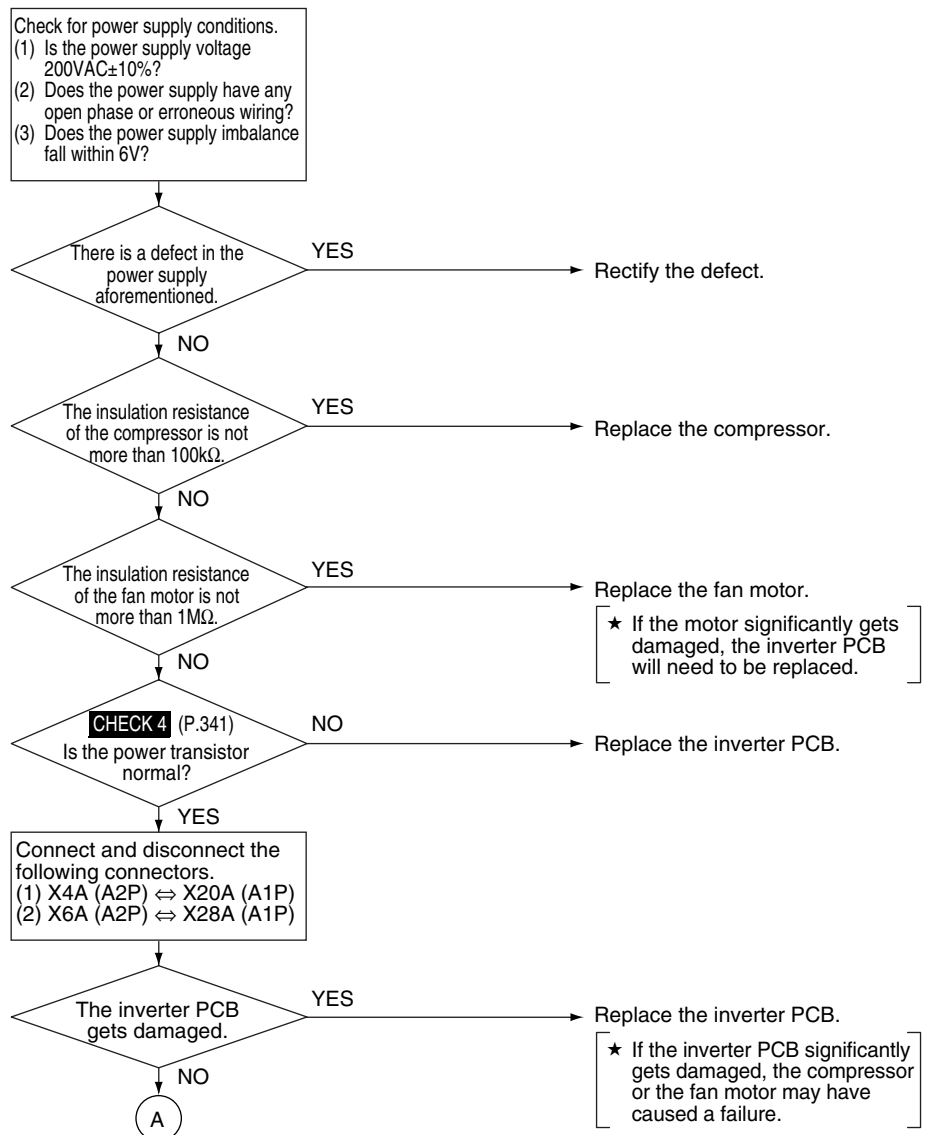 Check for power supply conditions.
(1) Is the power supply voltage
200VAC±10%?
(2) Does the power supply have any
open phase or erroneous wiring?
(3) Does the power supply imbalance
fall within 6V?
There is a defect in the
power supply
aforementioned.
YES
Rectify the defect.
NO
The insulation resistance
of the compressor is not
more than 100kΩ.
YES
Replace the compressor.
NO
The insulation resistance
of the fan motor is not
more than 1MΩ.
YES
Replace the fan motor.
★ If the motor significantly gets
damaged, the inverter PCB
will need to be replaced.
NO
CHECK 4 (P.341)
Is the power transistor
normal?
NO
Replace the inverter PCB.
YES
Connect and disconnect the
following connectors.
(1) X4A (A2P) ⇔ X20A (A1P)
(2) X6A (A2P) ⇔ X28A (A1P)
The inverter PCB
gets damaged.
YES
Replace the inverter PCB.
★ If the inverter PCB significantly
gets damaged, the compressor
or the fan motor may have
caused a failure.
NO
A